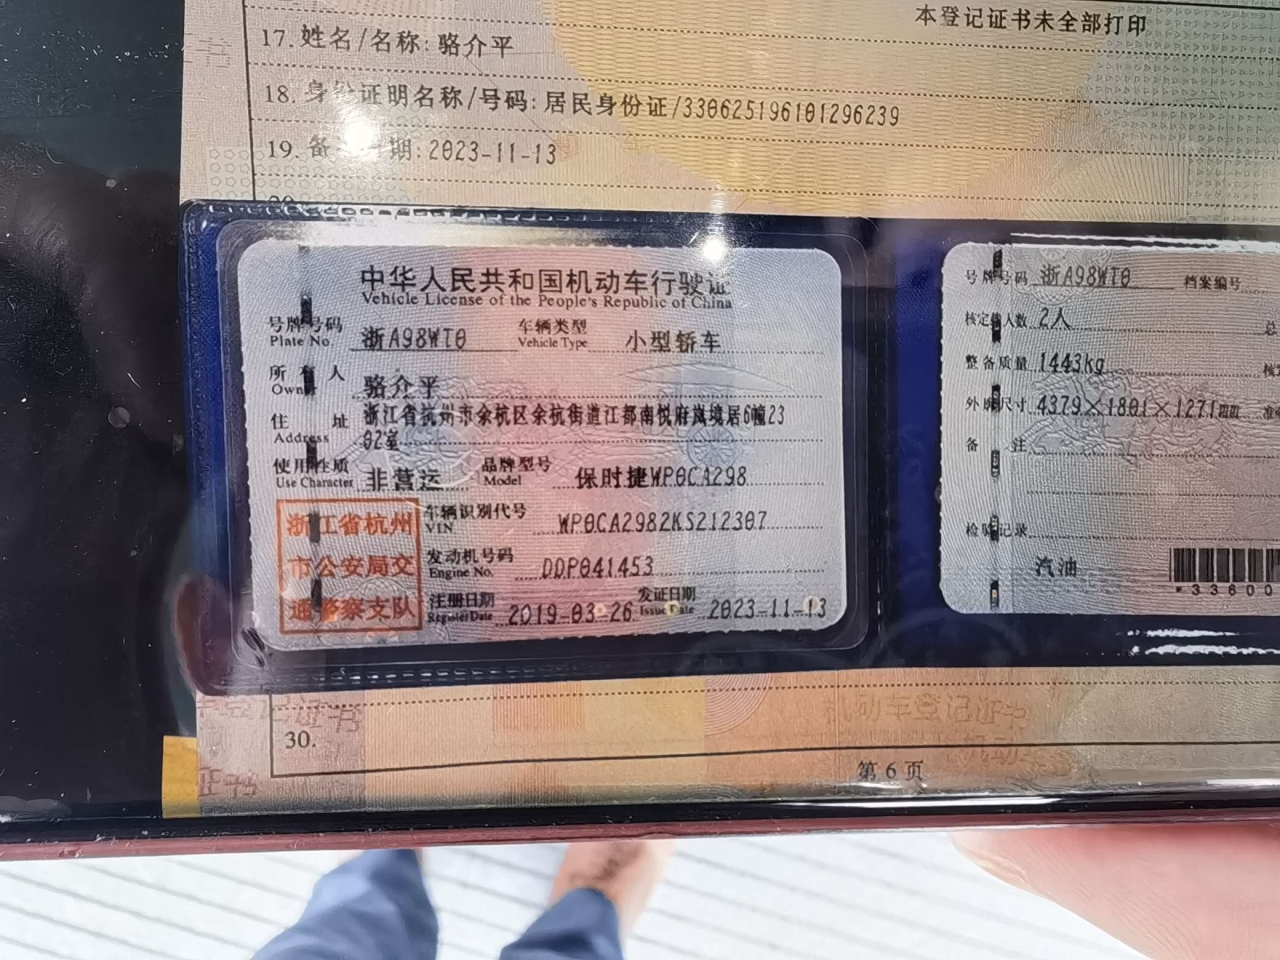 本登记证书未全部打印
17. 姓名/名称: 骆介平
18. 身份证明名称/号码: 居民身份证/330625196101296239
19. 备 期: 2023-11-13
中华人民共和国机动车行驶证
Vehicle License of the People's Republic of China
号牌号码 浙A98WT0 车辆类型 小型轿车
Plate No. Vehicle Type
所有人 骆介平
Owner
住址 浙江省杭州市余杭区余杭街道江都南悦府岚境居6幢23
Address 02室
使用性质 非营运 品牌型号 保时捷WP0CA298
Use Character Model
浙江省杭州
市公安局交
通警察支队
车辆识别代号 WP0CA2982KS212307
VIN
发动机号码 DDP041453
Engine No.
注册日期 2019-03-26 发证日期 2023-11-13
Register Date Issue Date
号牌号码 浙A98WT0 档案编号
核定载人数 2人 总
整备质量 1443kg 核定
外廓尺寸 4379×1801×1271mm 准
备注
检验记录
汽油
*33600
机动车登记证书
30.
第 6 页